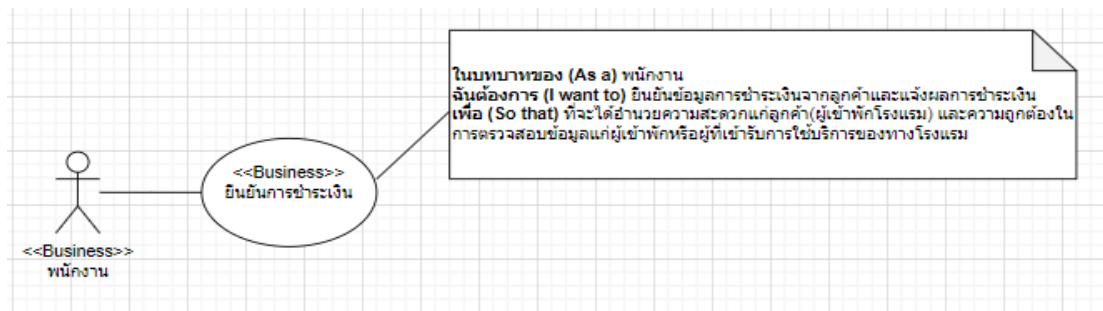 ในบทบาทของ (As a) พนักงาน
ฉันต้องการ (I want to) ยินยันข้อมูลการชำระเงินจากลูกค้าและแจ้งผลการชำระเงิน
เพื่อ (So that) ที่จะได้อำนวยความสะดวกแก่ลูกค้า(ผู้เข้าพักโรงแรม) และความถูกต้องใน
การตรวจสอบข้อมูลแก่ผู้เข้าพักหรือผู้ที่เข้ารับการใช้บริการของทางโรงแรม
<<Business>>
ยินยันการชำระเงิน
<<Business>>
พนักงาน